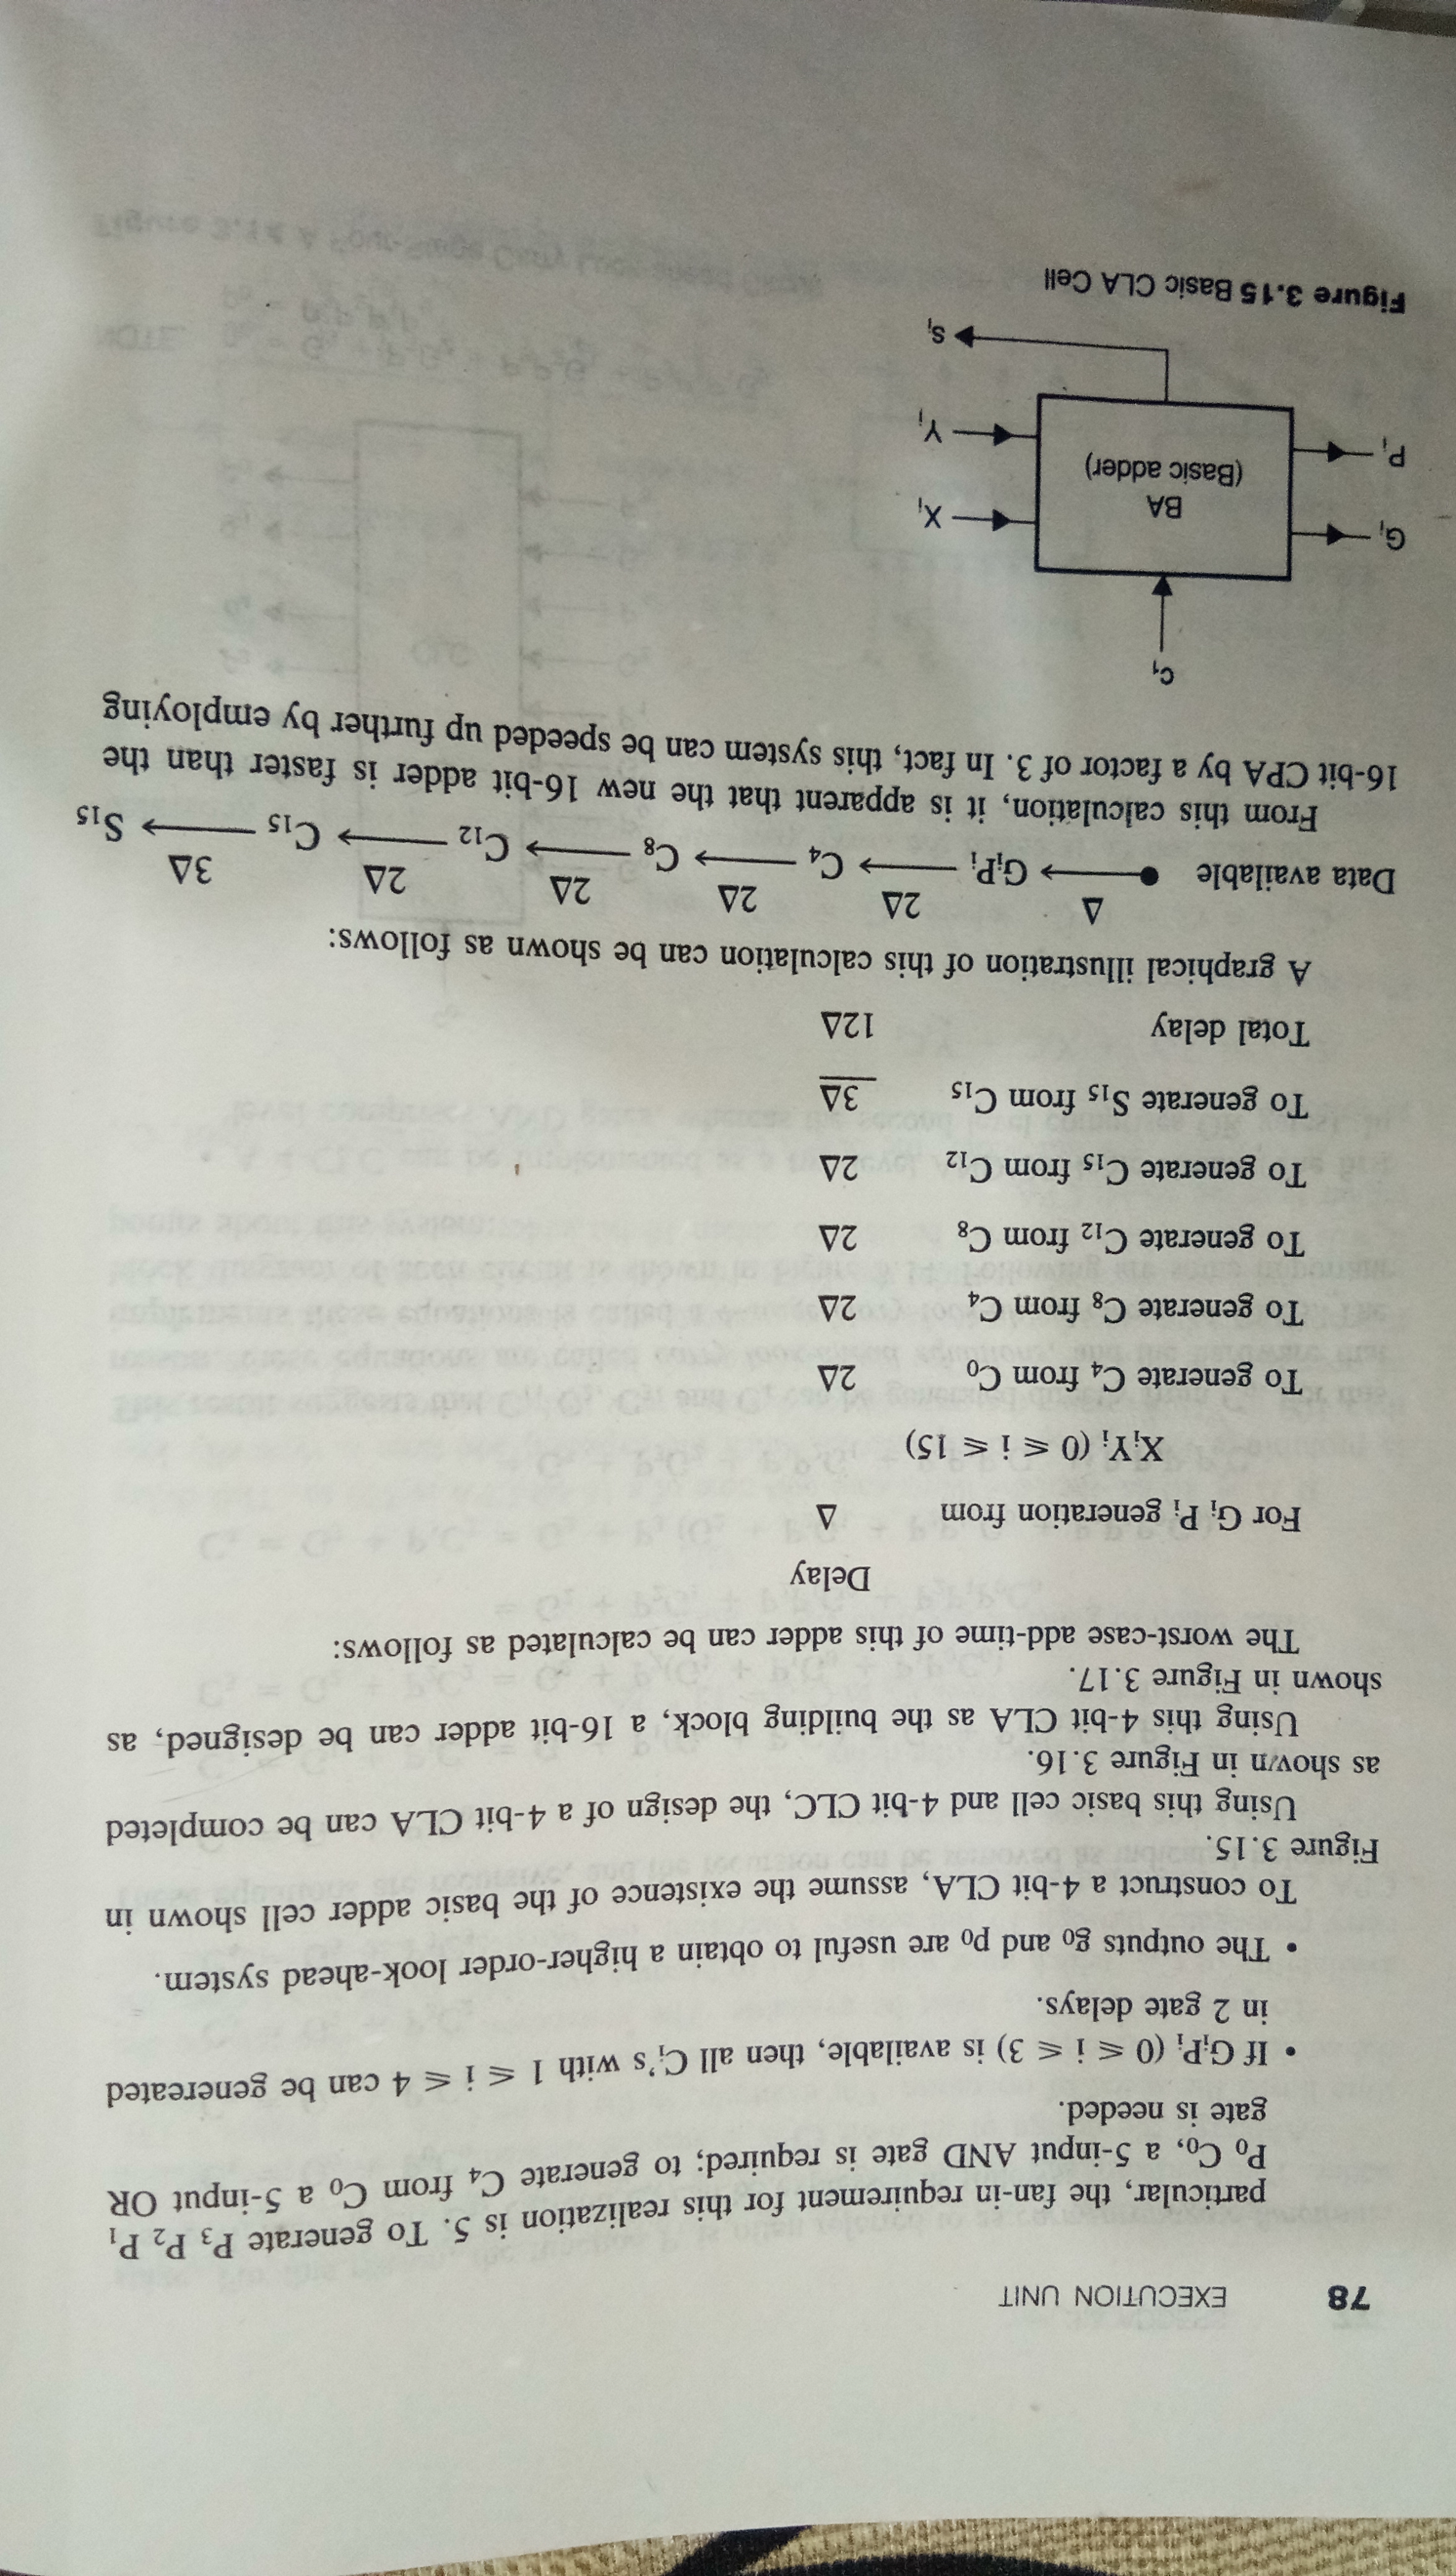 78 EXECUTION UNIT
particular, the fan-in requirement for this realization is 5. To generate P₃ P₂ P₁
P₀ C₀, a 5-input AND gate is required; to generate C₄ from C₀ a 5-input OR
gate is needed.
• If GᵢPᵢ (0 ⩽ i ⩽ 3) is available, then all Cᵢ's with 1 ⩽ i ⩽ 4 can be genereated
in 2 gate delays.
• The outputs g₀ and p₀ are useful to obtain a higher-order look-ahead system.
To construct a 4-bit CLA, assume the existence of the basic adder cell shown in
Figure 3.15.
Using this basic cell and 4-bit CLC, the design of a 4-bit CLA can be completed
as shown in Figure 3.16.
Using this 4-bit CLA as the building block, a 16-bit adder can be designed, as
shown in Figure 3.17.
The worst-case add-time of this adder can be calculated as follows:
Delay
For Gᵢ Pᵢ generation from Δ
XᵢYᵢ (0 ⩽ i ⩽ 15)
To generate C₄ from C₀ 2Δ
To generate C₈ from C₄ 2Δ
To generate C₁₂ from C₈ 2Δ
To generate C₁₅ from C₁₂ 2Δ
To generate S₁₅ from C₁₅ 3Δ
Total delay 12Δ
A graphical illustration of this calculation can be shown as follows:
Δ 2Δ 2Δ 2Δ 2Δ 3Δ
Data available ●⟶ GᵢPᵢ ⟶ C₄ ⟶ C₈ ⟶ C₁₂ ⟶ C₁₅ ⟶ S₁₅
From this calculation, it is apparent that the new 16-bit adder is faster than the
16-bit CPA by a factor of 3. In fact, this system can be speeded up further by employing
C₁
Gᵢ
Xᵢ
BA
(Basic adder)
Pᵢ
Yᵢ
Sᵢ
Figure 3.15 Basic CLA Cell